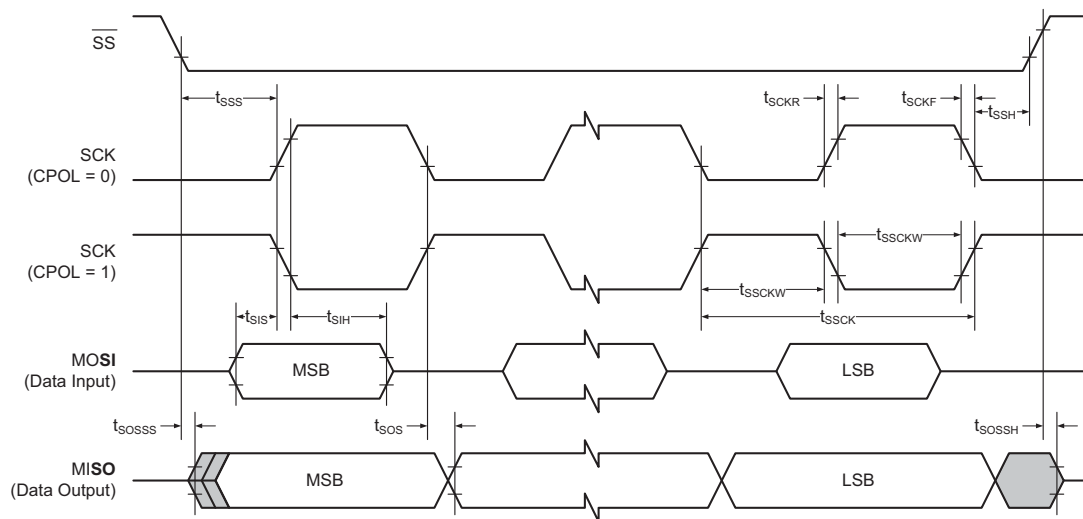 SS
tSSS
tSCKR
tSCKF
tSSH
SCK
(CPOL = 0)
SCK
(CPOL = 1)
tSSCKW
tSSCKW
tSSCK
tSIS
tSIH
MOSI
(Data Input)
MSB
LSB
tSOSSS
tSOS
tSOSSH
MISO
(Data Output)
MSB
LSB